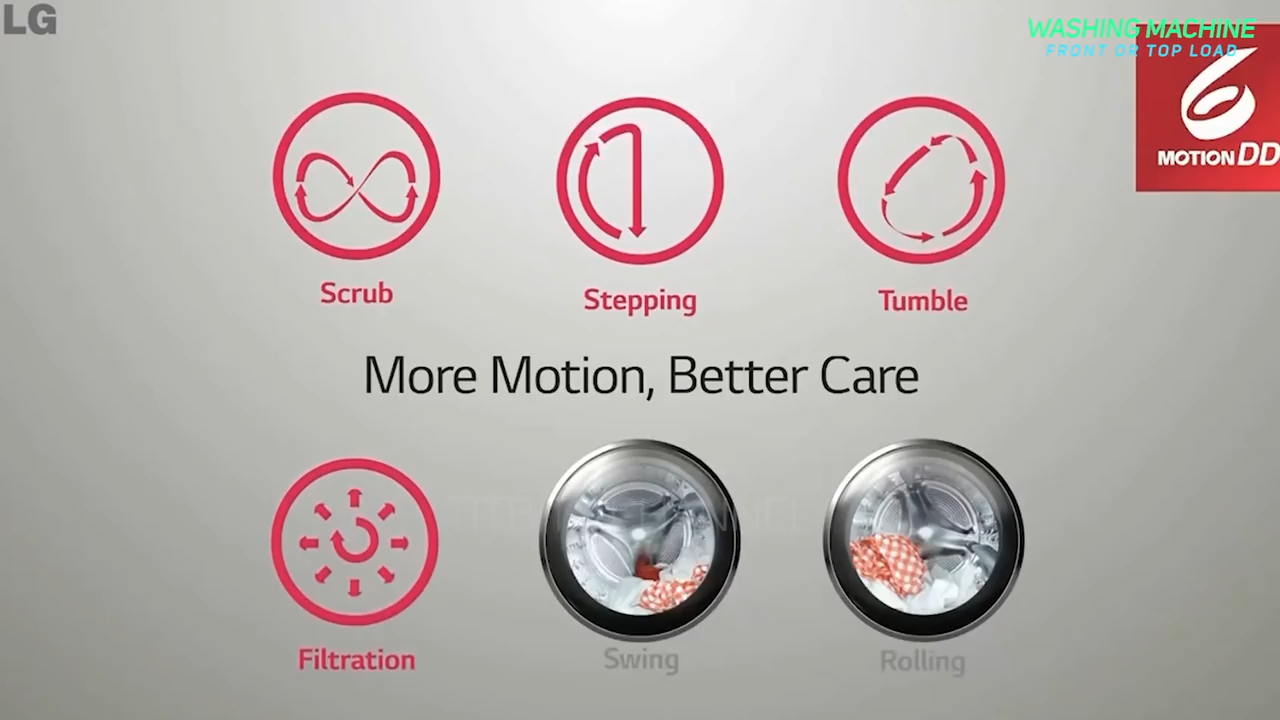 LG
WASHING MACHINE
FRONT OR TOP LOAD
6
MOTION DD
Scrub
Stepping
Tumble
More Motion, Better Care
Filtration
Swing
Rolling